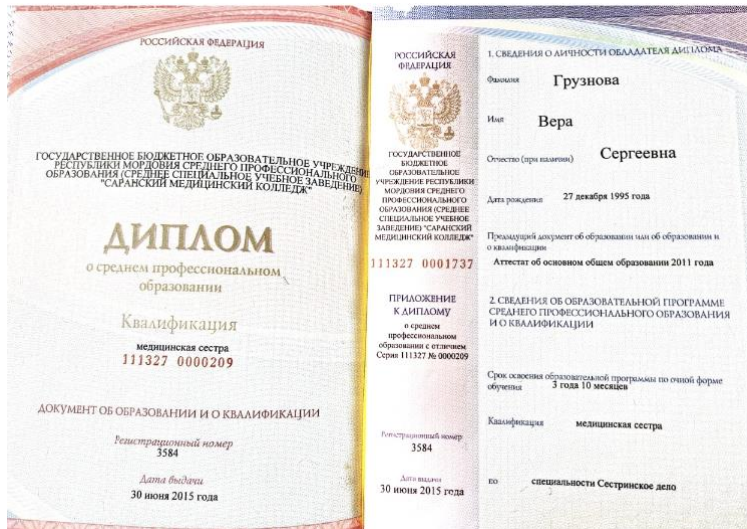 РОССИЙСКАЯ ФЕДЕРАЦИЯ
ГОСУДАРСТВЕННОЕ БЮДЖЕТНОЕ ОБРАЗОВАТЕЛЬНОЕ УЧРЕЖДЕНИЕ
РЕСПУБЛИКИ МОРДОВИЯ СРЕДНЕГО ПРОФЕССИОНАЛЬНОГО
ОБРАЗОВАНИЯ (СРЕДНЕЕ СПЕЦИАЛЬНОЕ УЧЕБНОЕ ЗАВЕДЕНИЕ)
"САРАНСКИЙ МЕДИЦИНСКИЙ КОЛЛЕДЖ"
ДИПЛОМ
о среднем профессиональном
образовании
Квалификация
медицинская сестра
111327 0000209
ДОКУМЕНТ ОБ ОБРАЗОВАНИИ И О КВАЛИФИКАЦИИ
Регистрационный номер
3584
Дата выдачи
30 июня 2015 года
РОССИЙСКАЯ
ФЕДЕРАЦИЯ
ГОСУДАРСТВЕННОЕ
БЮДЖЕТНОЕ
ОБРАЗОВАТЕЛЬНОЕ
УЧРЕЖДЕНИЕ РЕСПУБЛИКИ
МОРДОВИЯ СРЕДНЕГО
ПРОФЕССИОНАЛЬНОГО
ОБРАЗОВАНИЯ (СРЕДНЕЕ
СПЕЦИАЛЬНОЕ УЧЕБНОЕ
ЗАВЕДЕНИЕ) "САРАНСКИЙ
МЕДИЦИНСКИЙ КОЛЛЕДЖ"
111327 0001737
ПРИЛОЖЕНИЕ
К ДИПЛОМУ
о среднем
профессиональном
образовании с отличием
Серия 111327 № 0000209
Регистрационный номер
3584
Дата выдачи
30 июня 2015 года
1. СВЕДЕНИЯ О ЛИЧНОСТИ ОБЛАДАТЕЛЯ ДИПЛОМА
Фамилия Грузнова
Имя Вера
Отчество (при наличии) Сергеевна
Дата рождения 27 декабря 1995 года
Предыдущий документ об образовании или об образовании и
о квалификации
Аттестат об основном общем образовании 2011 года
2. СВЕДЕНИЯ ОБ ОБРАЗОВАТЕЛЬНОЙ ПРОГРАММЕ
СРЕДНЕГО ПРОФЕССИОНАЛЬНОГО ОБРАЗОВАНИЯ
И О КВАЛИФИКАЦИИ
Срок освоения образовательной программы по очной форме
обучения 3 года 10 месяцев
Квалификация медицинская сестра
по специальности Сестринское дело